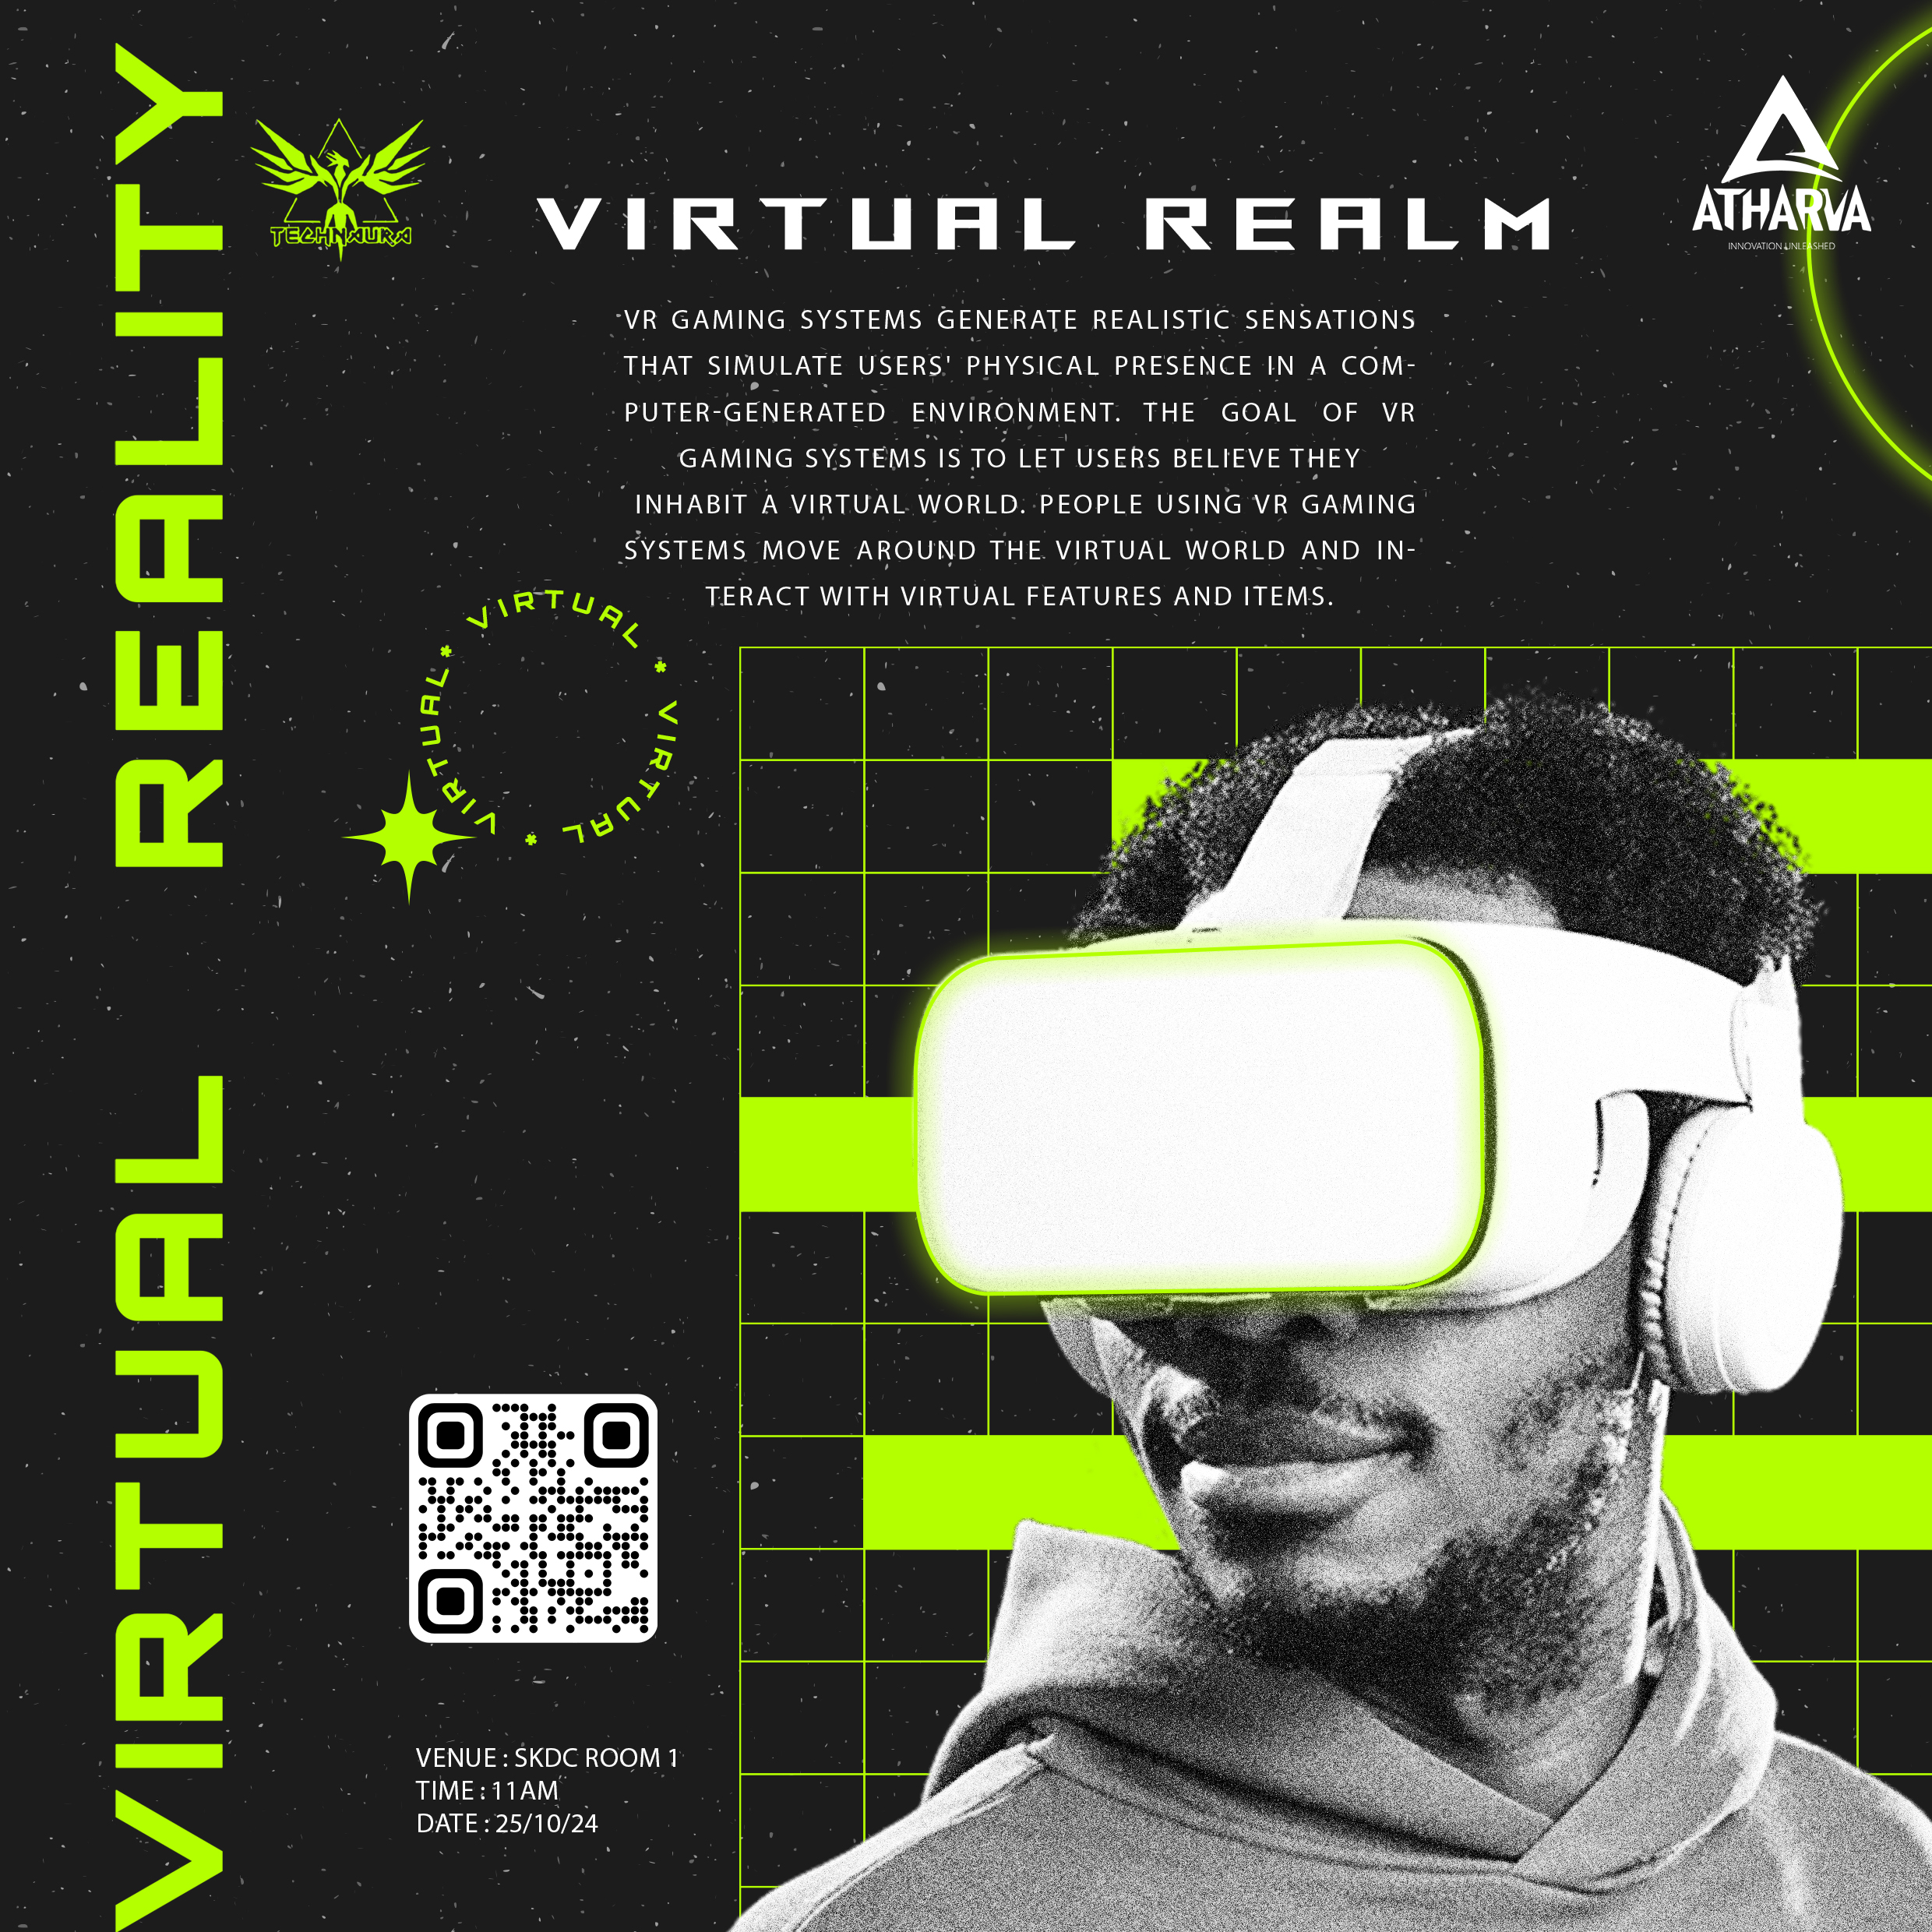 VIRTUAL REALITY
TECHNAURA
VIRTUAL REALM
ATHARVA
INNOVATION UNLEASHED
VR GAMING SYSTEMS GENERATE REALISTIC SENSATIONS
THAT SIMULATE USERS' PHYSICAL PRESENCE IN A COM-
PUTER-GENERATED ENVIRONMENT. THE GOAL OF VR
GAMING SYSTEMS IS TO LET USERS BELIEVE THEY
INHABIT A VIRTUAL WORLD. PEOPLE USING VR GAMING
SYSTEMS MOVE AROUND THE VIRTUAL WORLD AND IN-
TERACT WITH VIRTUAL FEATURES AND ITEMS.
VIRTUAL * VIRTUAL * VIRTUAL *
VENUE : SKDC ROOM 1
TIME : 11AM
DATE : 25/10/24